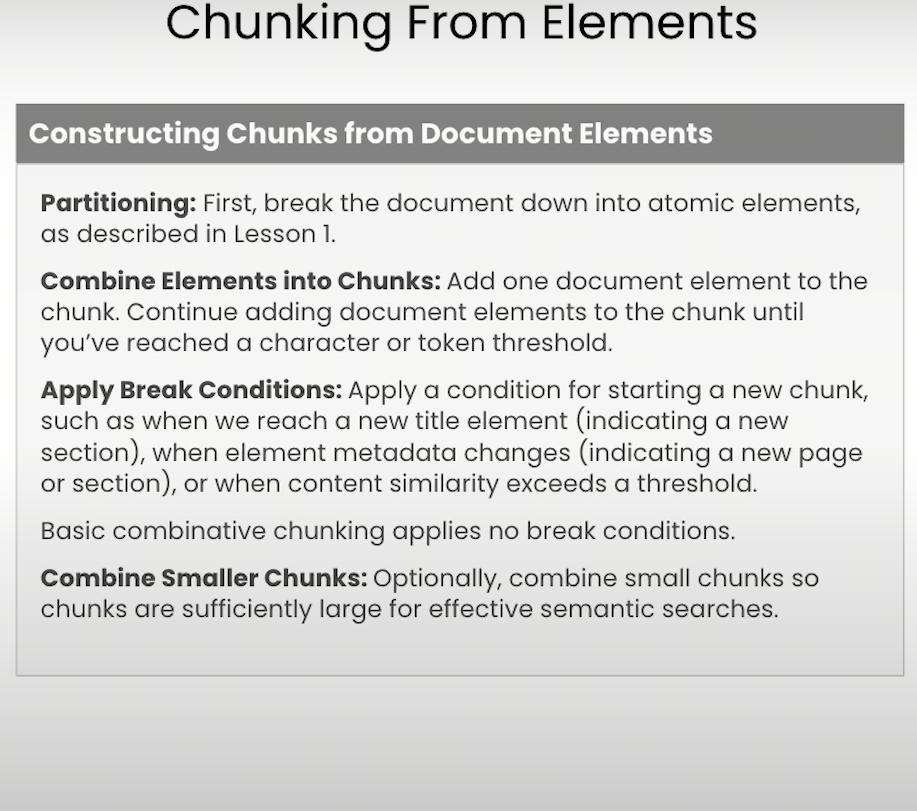 Chunking From Elements
Constructing Chunks from Document Elements
Partitioning: First, break the document down into atomic elements,
as described in Lesson 1.
Combine Elements into Chunks: Add one document element to the
chunk. Continue adding document elements to the chunk until
you’ve reached a character or token threshold.
Apply Break Conditions: Apply a condition for starting a new chunk,
such as when we reach a new title element (indicating a new
section), when element metadata changes (indicating a new page
or section), or when content similarity exceeds a threshold.
Basic combinative chunking applies no break conditions.
Combine Smaller Chunks: Optionally, combine small chunks so
chunks are sufficiently large for effective semantic searches.